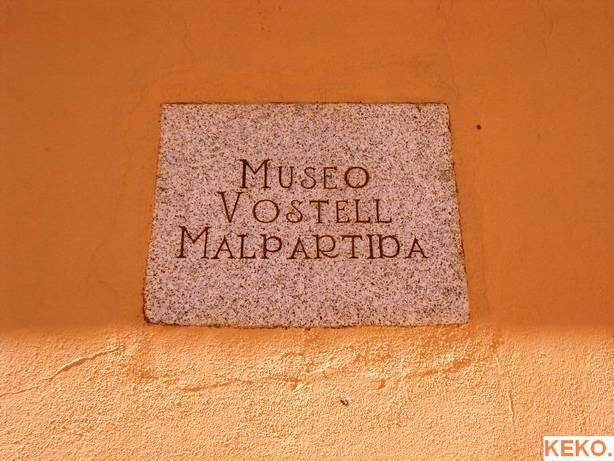 MUSEO
VOSTELL
MALPARTIDA
KEKO.